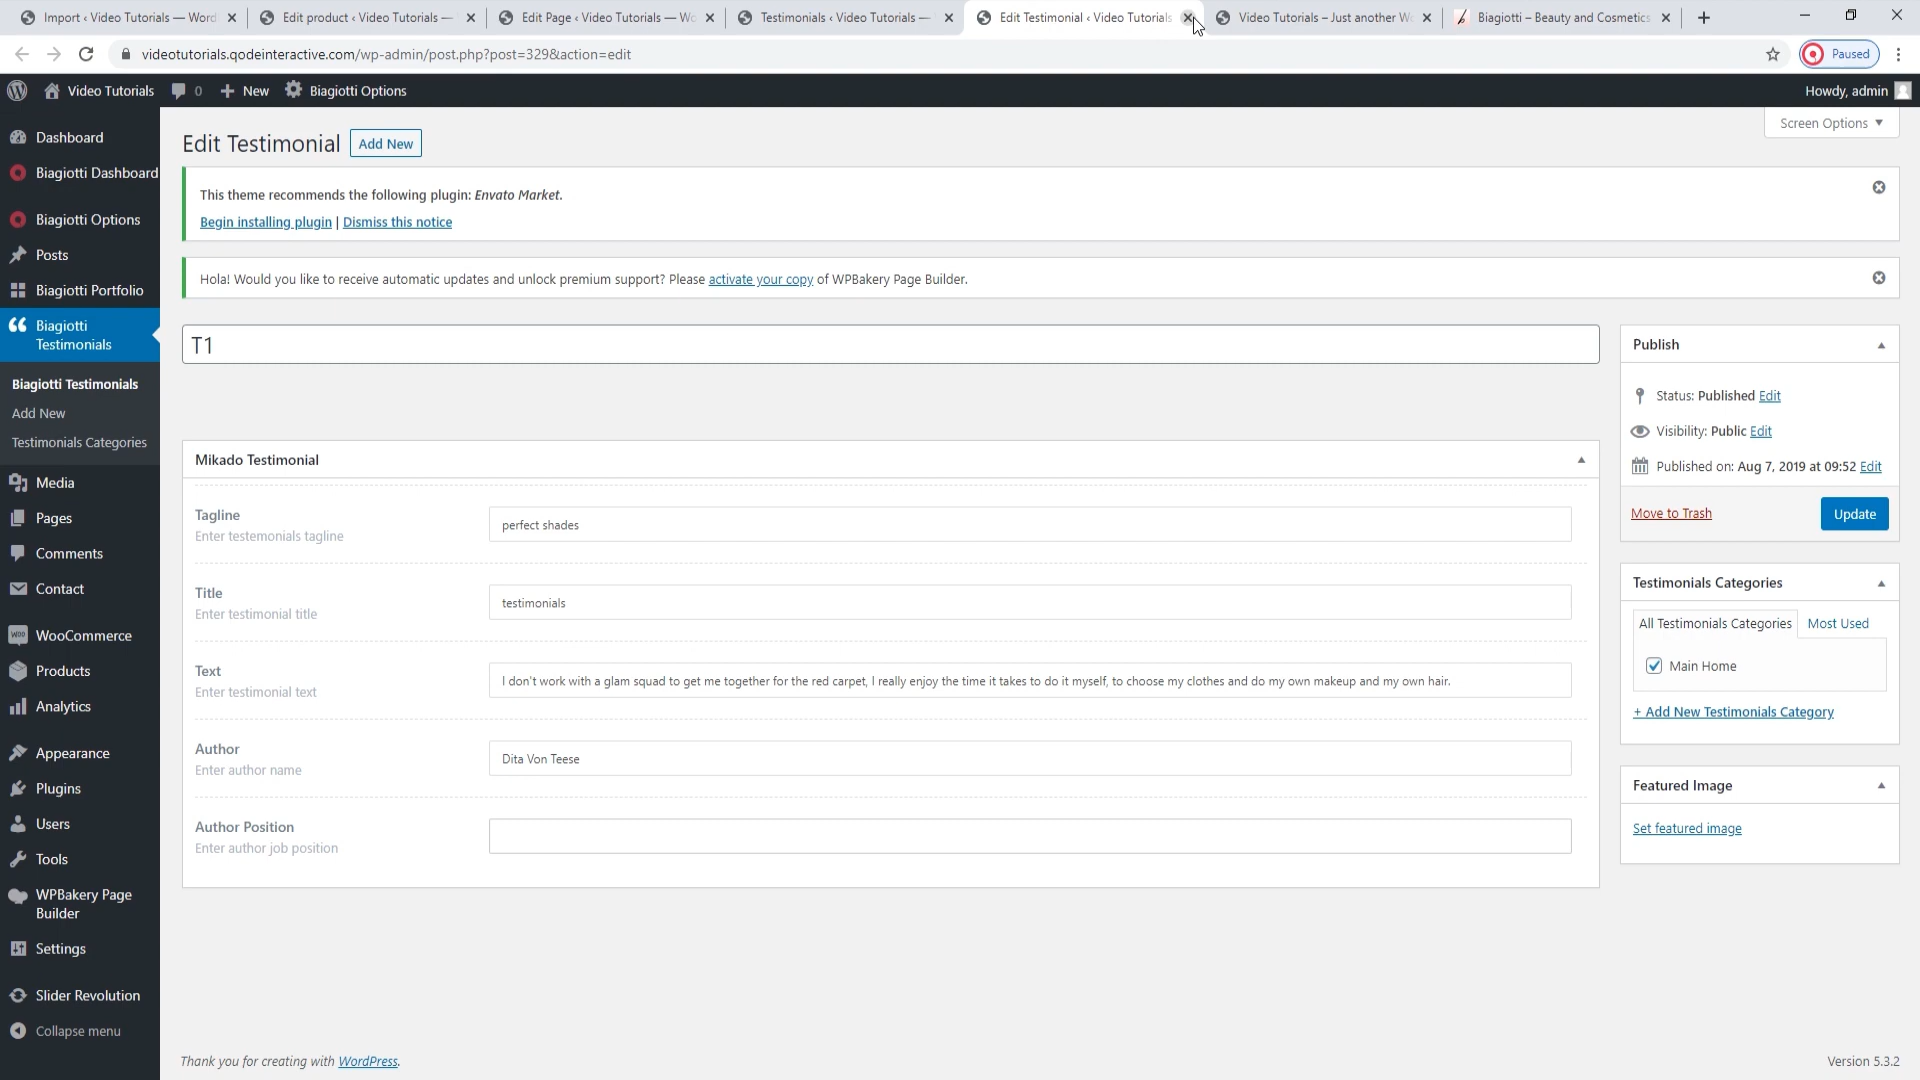 Import ‹ Video Tutorials — Word
Edit product ‹ Video Tutorials —
Edit Page ‹ Video Tutorials — Wo
Testimonials ‹ Video Tutorials —
Edit Testimonial ‹ Video Tutorials
Video Tutorials – Just another Wo
Biagiotti – Beauty and Cosmetics
videotutorials.qodeinteractive.com/wp-admin/post.php?post=329&action=edit
Paused
Video Tutorials
0
New
Biagiotti Options
Howdy, admin
Dashboard
Biagiotti Dashboard
Biagiotti Options
Posts
Biagiotti Portfolio
Biagiotti
Testimonials
Biagiotti Testimonials
Add New
Testimonials Categories
Media
Pages
Comments
Contact
WooCommerce
Products
Analytics
Appearance
Plugins
Users
Tools
WPBakery Page
Builder
Settings
Slider Revolution
Collapse menu
Screen Options
Edit Testimonial
Add New
This theme recommends the following plugin: Envato Market.
Begin installing plugin | Dismiss this notice
Hola! Would you like to receive automatic updates and unlock premium support? Please activate your copy of WPBakery Page Builder.
T1
Mikado Testimonial
Tagline
Enter testemonials tagline
perfect shades
Title
Enter testimonial title
testimonials
Text
Enter testimonial text
I don't work with a glam squad to get me together for the red carpet, I really enjoy the time it takes to do it myself, to choose my clothes and do my own makeup and my own hair.
Author
Enter author name
Dita Von Teese
Author Position
Enter author job position
Publish
Status: Published Edit
Visibility: Public Edit
Published on: Aug 7, 2019 at 09:52 Edit
Move to Trash
Update
Testimonials Categories
All Testimonials Categories
Most Used
Main Home
+ Add New Testimonials Category
Featured Image
Set featured image
Thank you for creating with WordPress.
Version 5.3.2